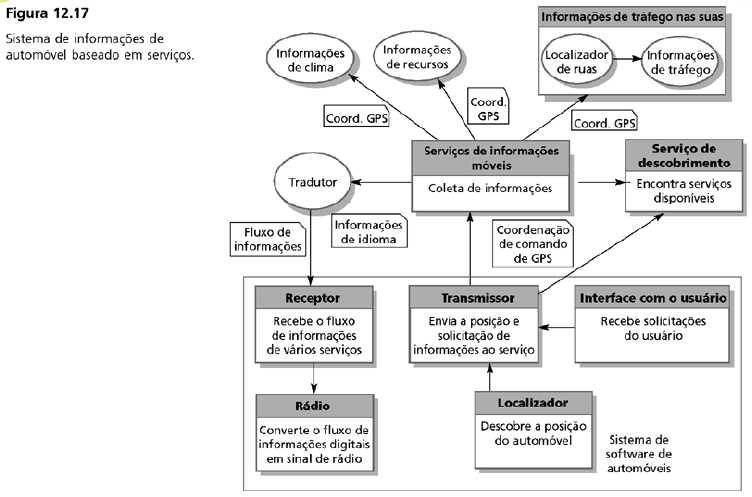 Figura 12.17
Sistema de informações de
automóvel baseado em serviços.
Informações
de clima
Informações
de recursos
Informações de tráfego nas suas
Localizador
de ruas
Informações
de tráfego
Coord. GPS
Coord.
GPS
Coord. GPS
Serviços de informações
móveis
Coleta de informações
Serviço de
descobrimento
Encontra serviços
disponíveis
Tradutor
Fluxo de
informações
Informações
de idioma
Coordenação
de comando
de GPS
Receptor
Recebe o fluxo
de informações
de vários serviços
Transmissor
Envia a posição e
solicitação de
informações ao serviço
Interface com o usuário
Recebe solicitações
do usuário
Rádio
Converte o fluxo de
informações digitais
em sinal de rádio
Localizador
Descobre a posição
do automóvel
Sistema de
software de
automóveis